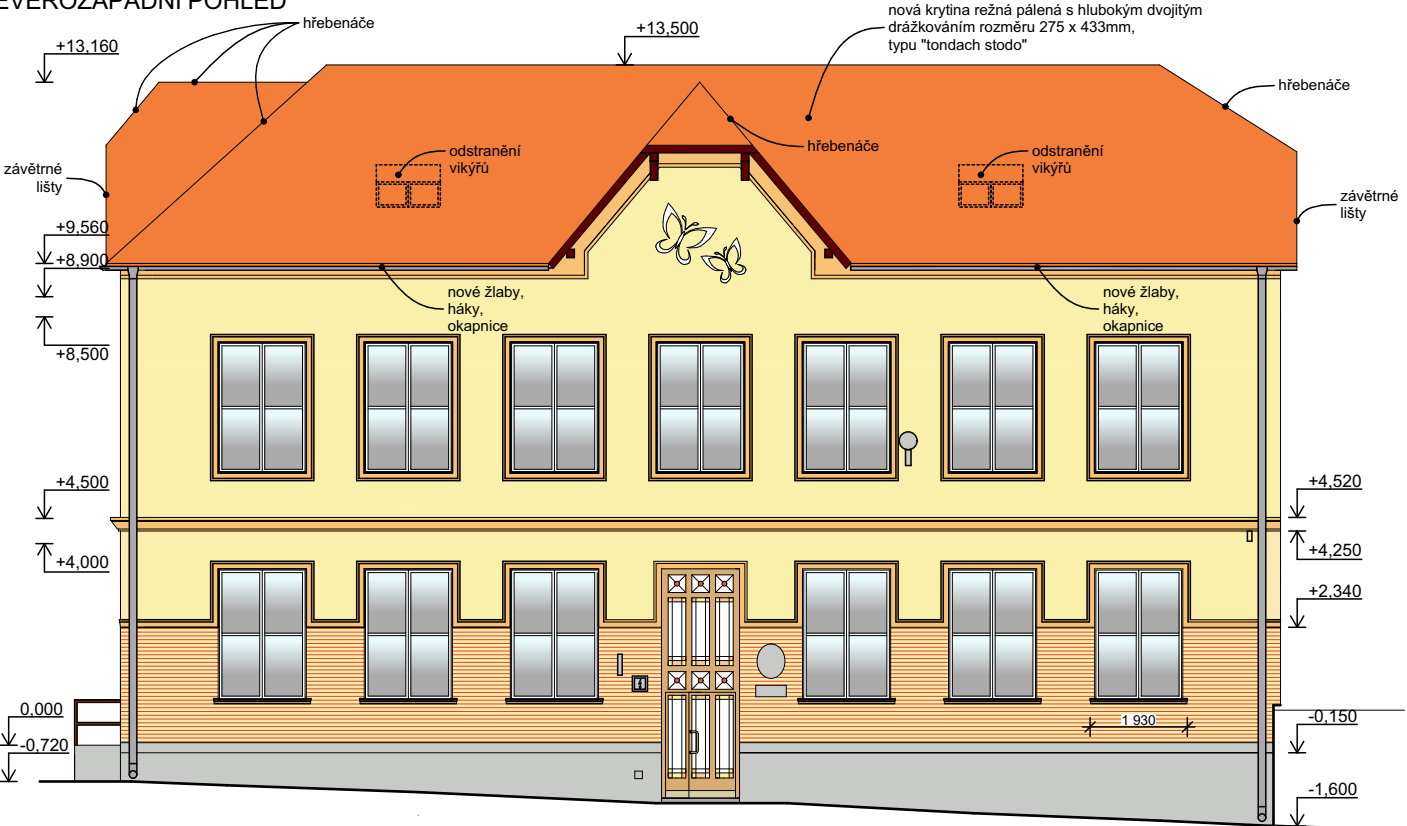 EVEROZÁPADNÍ POHLED
hřebenáče
+13,160
+13,500
nová krytina režná pálená s hlubokým dvojitým
drážkováním rozměru 275 x 433mm,
typu "tondach stodo"
hřebenáče
hřebenáče
odstranění
vikýřů
odstranění
vikýřů
závětrné
lišty
závětrné
lišty
+9,560
+8,900
+8,500
nové žlaby,
háky,
okapnice
nové žlaby,
háky,
okapnice
+4,500
+4,000
+4,520
+4,250
+2,340
0,000
-0,720
1 930
-0,150
-1,600